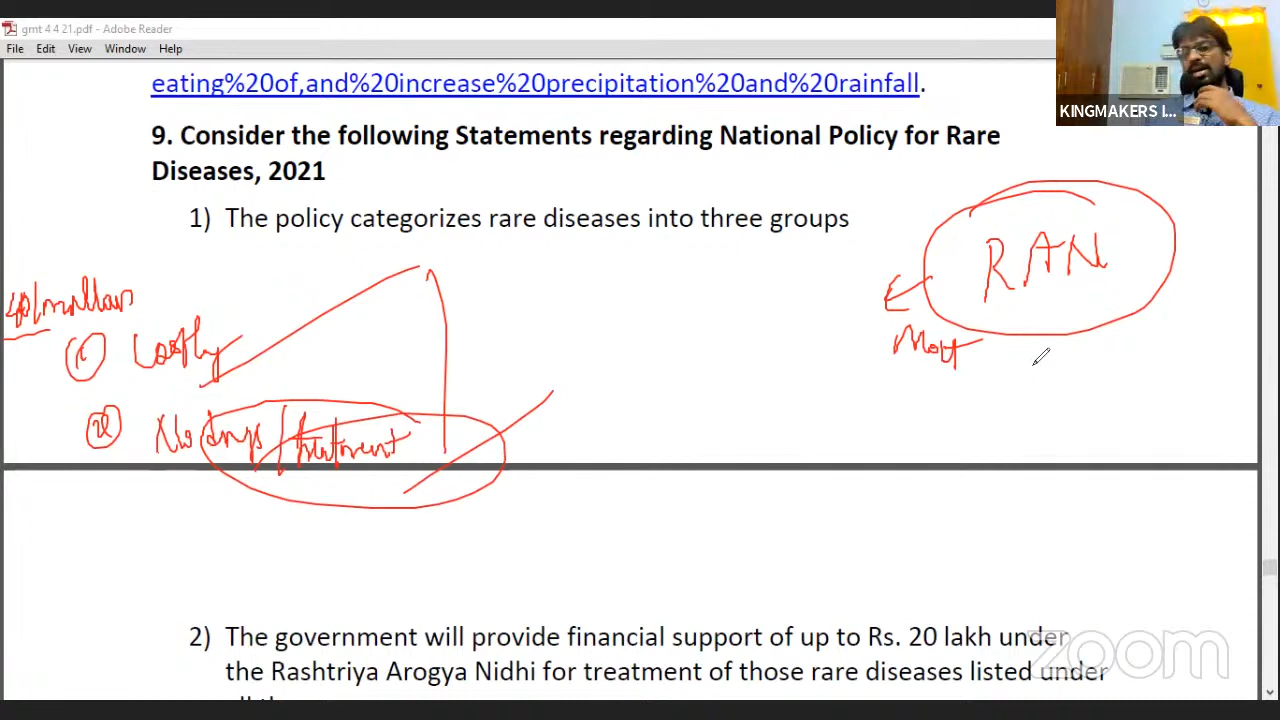 grnt 4 4 21.pdf - Adobe Reader
File Edit View Window Help
KINGMAKERS I...
eating%20of,and%20increase%20precipitation%20and%20rainfall.
9. Consider the following Statements regarding National Policy for Rare
Diseases, 2021
1) The policy categorizes rare diseases into three groups
RAN
Costly
No drugs / treatment
zoom
2) The government will provide financial support of up to Rs. 20 lakh under
the Rashtriya Arogya Nidhi for treatment of those rare diseases listed under